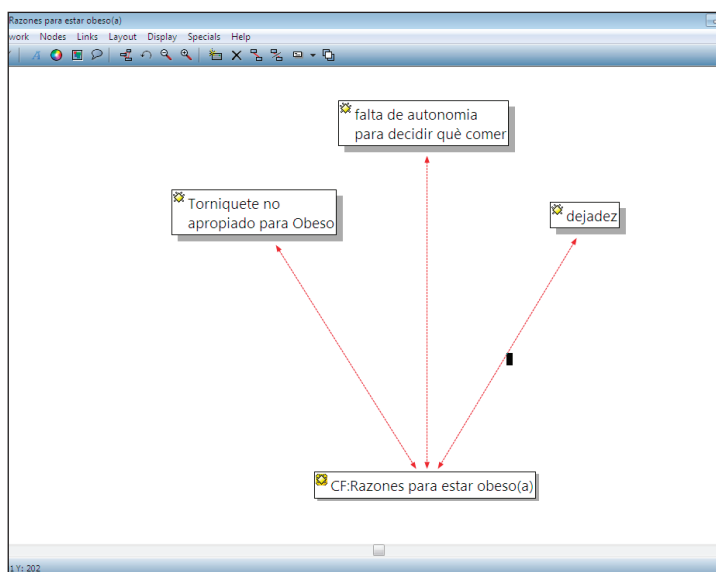 Razones para estar obeso(a)
work Nodes Links Layout Display Specials Help
falta de autonomia
para decidir què comer
Torniquete no
apropiado para Obeso
dejadez
CF:Razones para estar obeso(a)
1 Y: 202